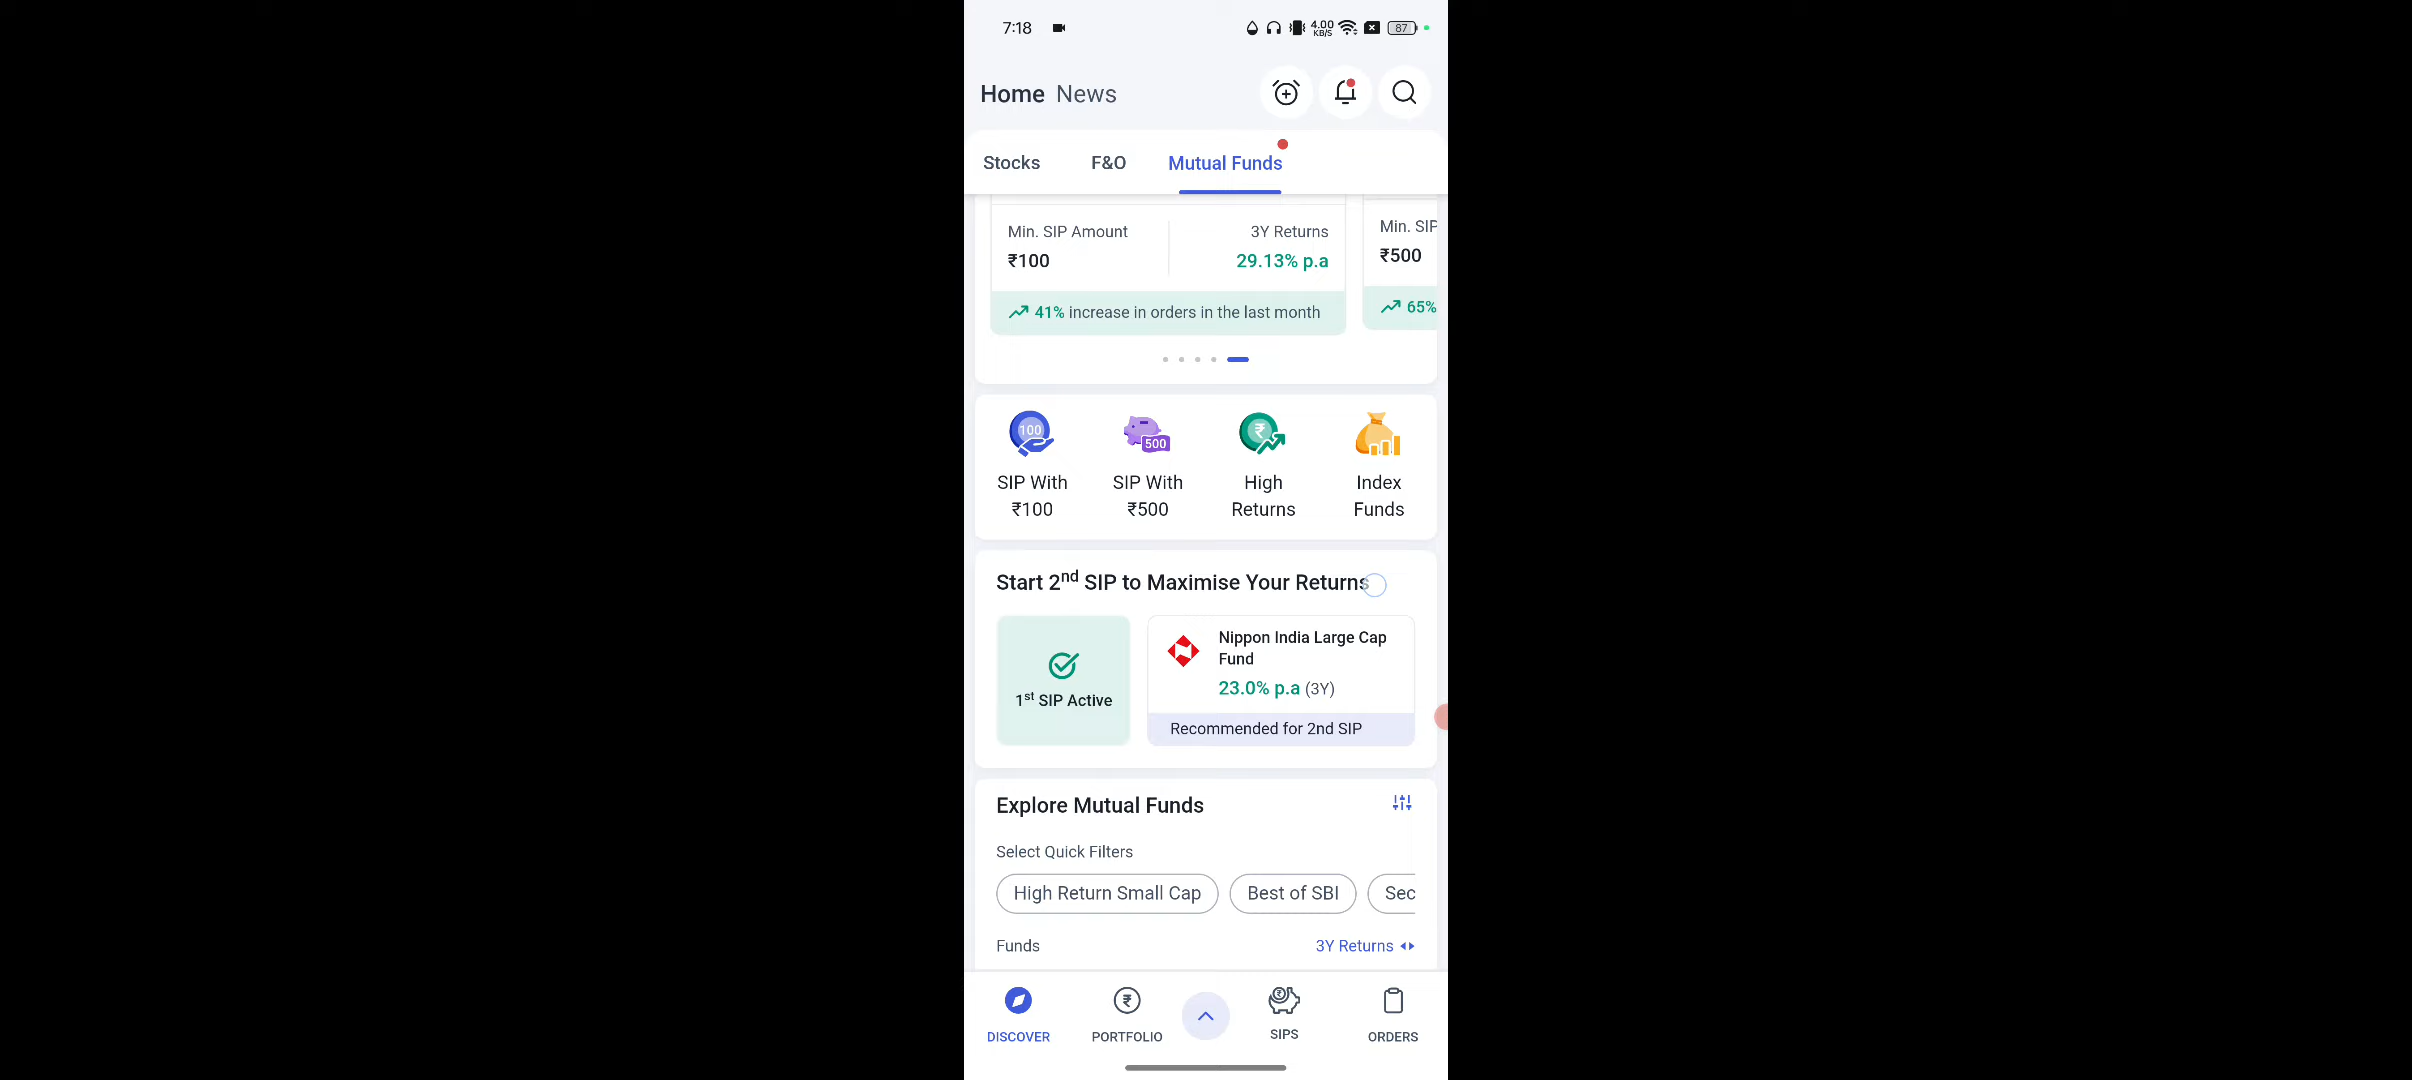 7:18
4.00
KB/S
87
Home News
Stocks F&O Mutual Funds
Min. SIP Amount
₹100
3Y Returns
29.13% p.a
41% increase in orders in the last month
Min. SIP
₹500
65%
100
SIP With
₹100
500
SIP With
₹500
₹
High
Returns
Index
Funds
Start 2nd SIP to Maximise Your Returns
1st SIP Active
Nippon India Large Cap
Fund
23.0% p.a (3Y)
Recommended for 2nd SIP
Explore Mutual Funds
Select Quick Filters
High Return Small Cap
Best of SBI
Sec
Funds
3Y Returns
DISCOVER
₹
PORTFOLIO
₹
SIPS
ORDERS